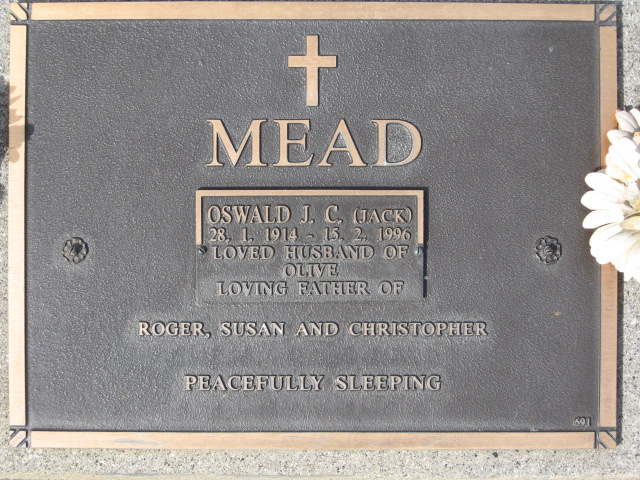 MEAD
OSWALD J. C. (JACK)
28. 1. 1914 - 15. 2. 1996
LOVED HUSBAND OF
OLIVE
LOVING FATHER OF
ROGER, SUSAN AND CHRISTOPHER
PEACEFULLY SLEEPING
691